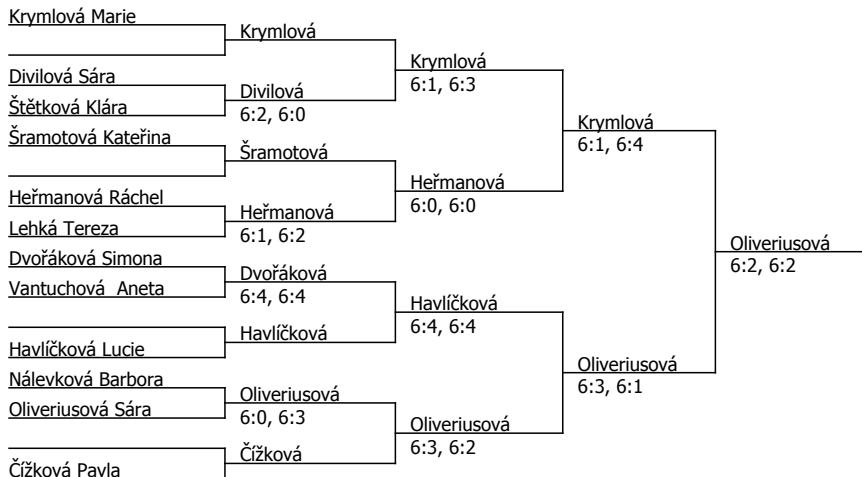 Krymlová Marie
Krymlová
Krymlová
6:1, 6:3
Divilová Sára
Divilová
6:2, 6:0
Štětková Klára
Krymlová
6:1, 6:4
Šramotová Kateřina
Šramotová
Heřmanová
6:0, 6:0
Heřmanová Ráchel
Heřmanová
6:1, 6:2
Lehká Tereza
Oliveriusová
6:2, 6:2
Dvořáková Simona
Dvořáková
6:4, 6:4
Vantuchová Aneta
Havlíčková
6:4, 6:4
Havlíčková
Havlíčková Lucie
Oliveriusová
6:3, 6:1
Nálevková Barbora
Oliveriusová
6:0, 6:3
Oliveriusová Sára
Oliveriusová
6:3, 6:2
Čížková
Čížková Pavla